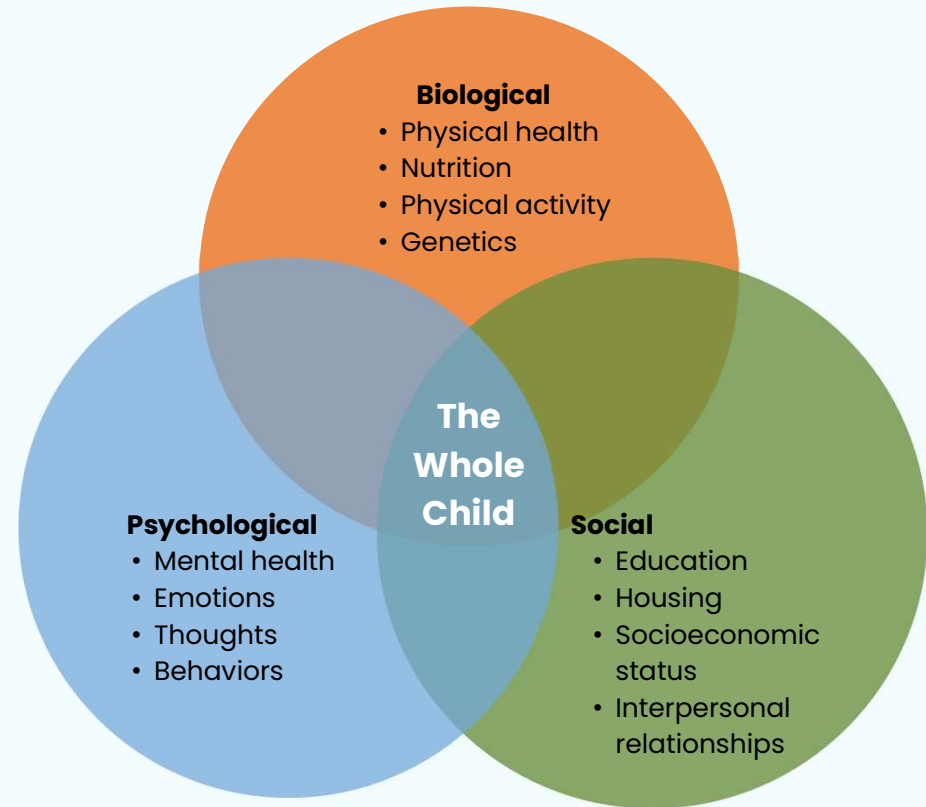 Biological
• Physical health
• Nutrition
• Physical activity
• Genetics
The
Whole
Child
Psychological
• Mental health
• Emotions
• Thoughts
• Behaviors
Social
• Education
• Housing
• Socioeconomic
status
• Interpersonal
relationships